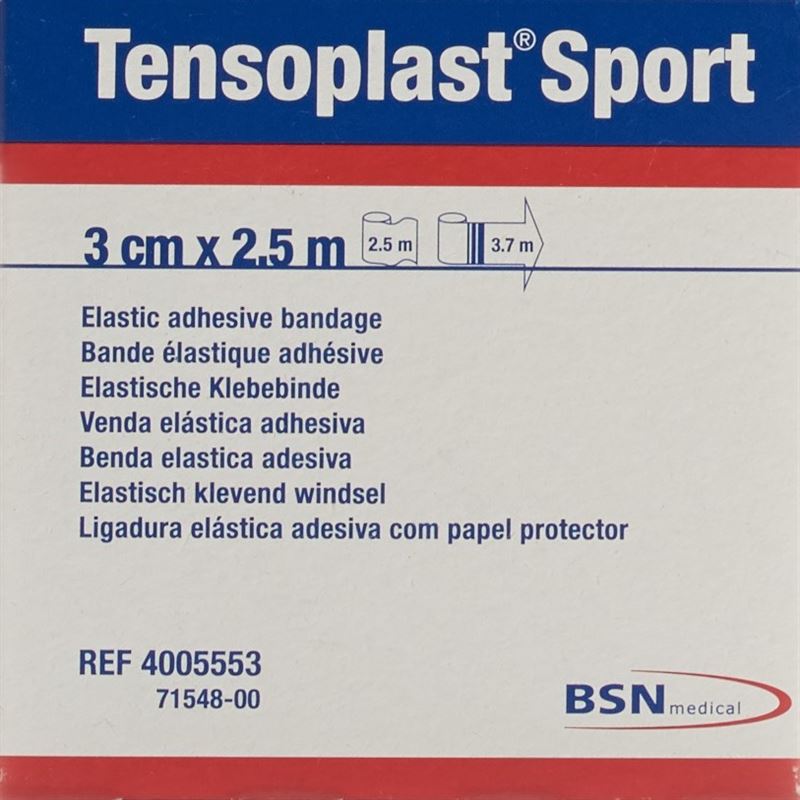 Tensoplast® Sport
3 cm x 2.5 m 2.5 m 3.7 m
Elastic adhesive bandage
Bande élastique adhésive
Elastische Klebebinde
Venda elástica adhesiva
Benda elastica adesiva
Elastisch klevend windsel
Ligadura elástica adesiva com papel protector
REF 4005553
71548-00
BSN medical